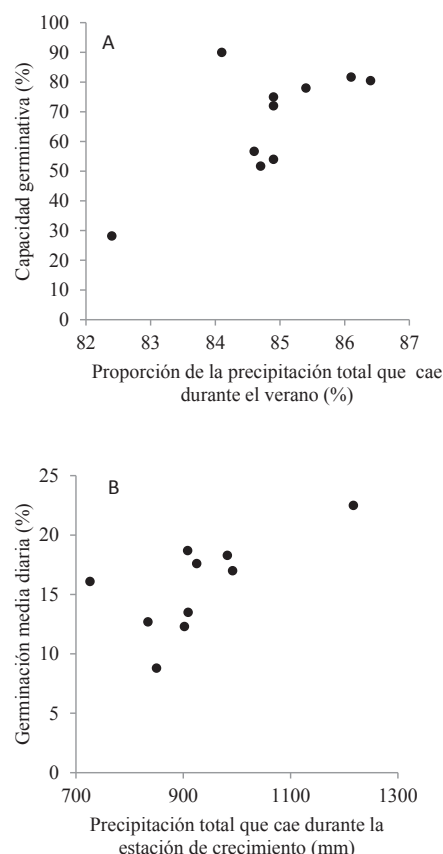 A
Capacidad germinativa (%)
100
90
80
70
60
50
40
30
20
10
0
82 83 84 85 86 87
Proporción de la precipitación total que cae
durante el verano (%)
B
Germinación media diaria (%)
25
20
15
10
5
0
700 900 1100 1300
Precipitación total que cae durante la
estación de crecimiento (mm)